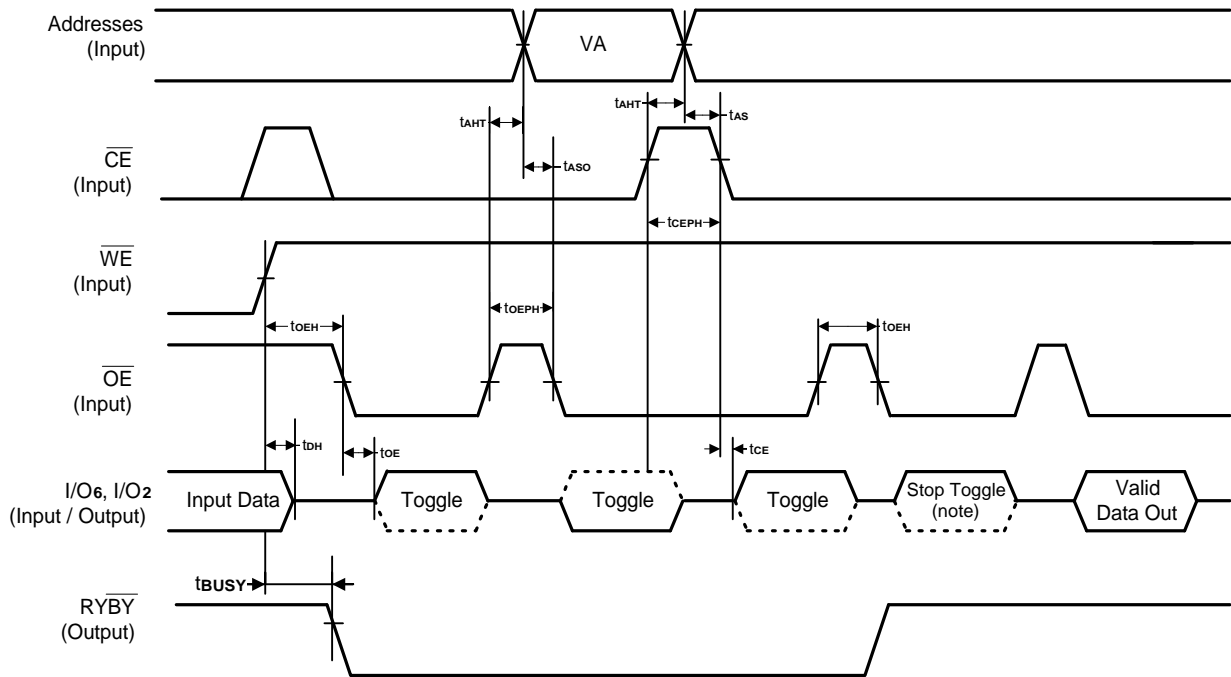 Addresses
(Input)
VA
tAHT
tAHT
tAS
CE
(Input)
tASO
tCEPH
WE
(Input)
tOEH
tOEPH
tOEH
OE
(Input)
tDH
tOE
tCE
I/O6, I/O2
(Input / Output)
Input Data
Toggle
Toggle
Toggle
Stop Toggle
(note)
Valid
Data Out
tBUSY
RYBY
(Output)